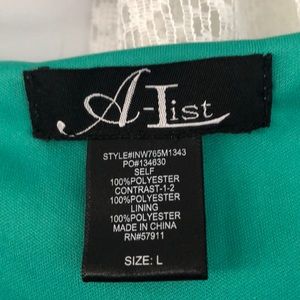 A-List
STYLE#INW765M1343
PO#134630
SELF
100%POLYESTER
CONTRAST-1-2
100%POLYESTER
LINING
100%POLYESTER
MADE IN CHINA
RN#57911
SIZE: L